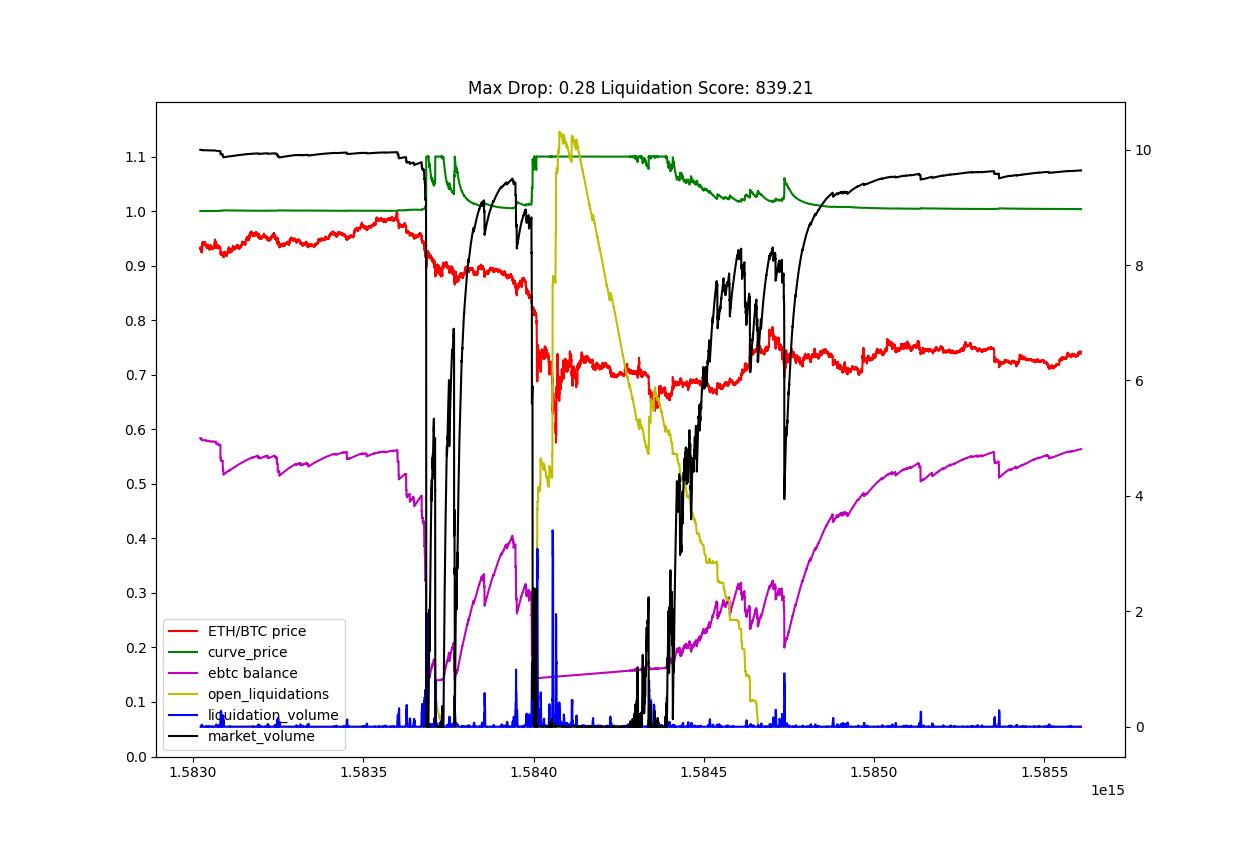 Max Drop: 0.28 Liquidation Score: 839.21
1.1
1.0
0.9
0.8
0.7
0.6
0.5
0.4
0.3
0.2
0.1
0.0
10
8
6
4
2
0
ETH/BTC price
curve_price
ebtc balance
open_liquidations
liquidation_volume
market_volume
1.5830 1.5835 1.5840 1.5845 1.5850 1.5855
1e15